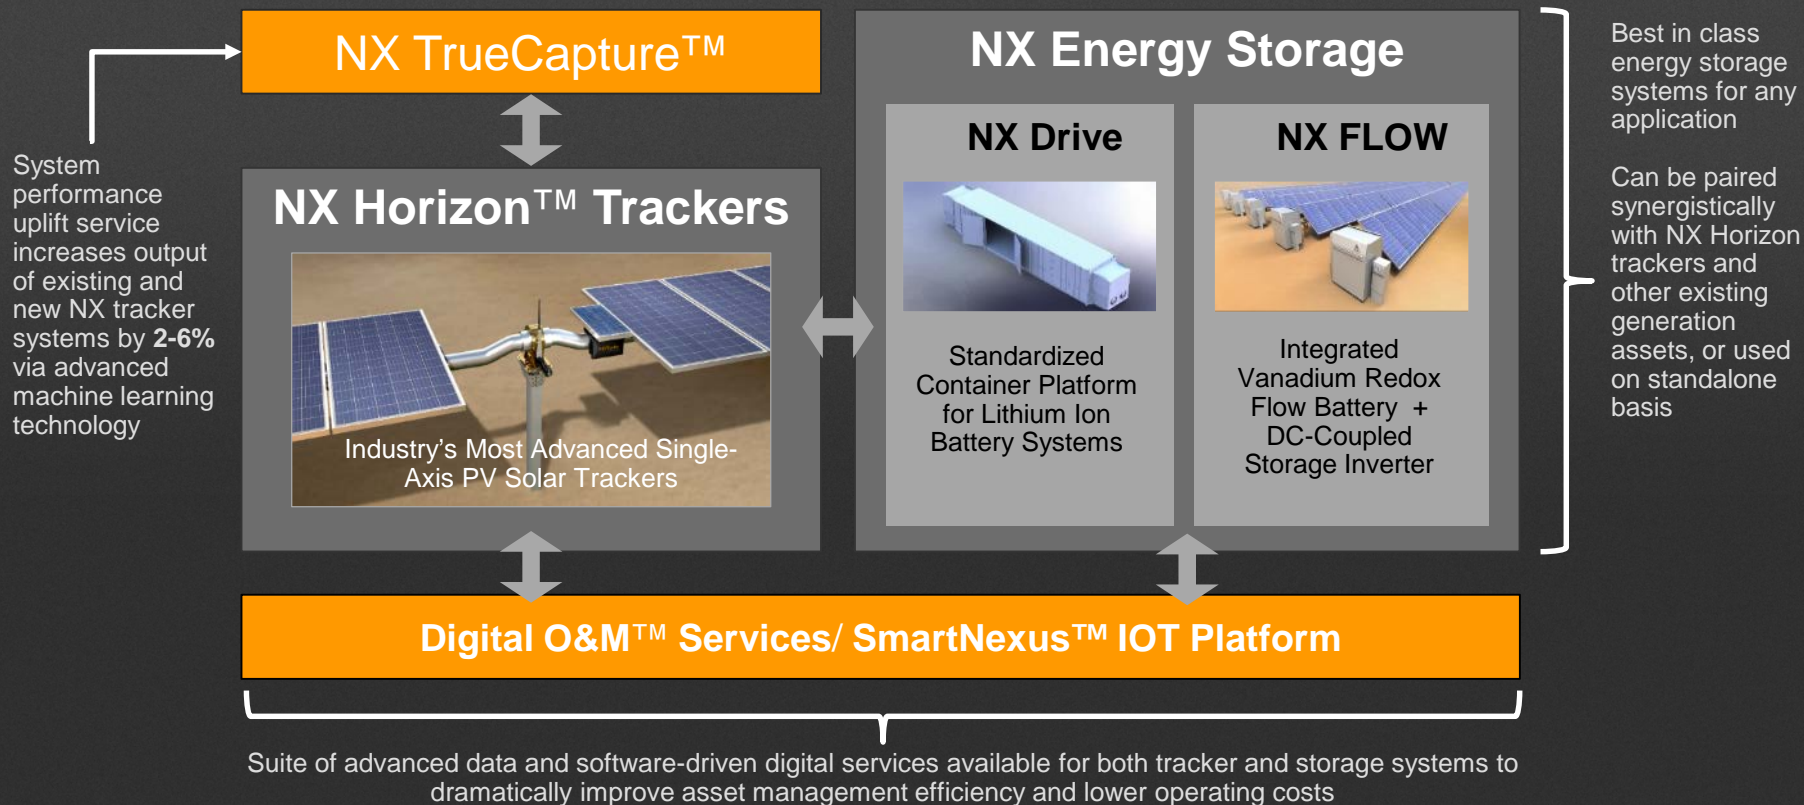 NX TrueCapture™
NX Energy Storage
Best in class
energy storage
systems for any
application
Can be paired
synergistically
with NX Horizon
trackers and
other existing
generation
assets, or used
on standalone
basis
System
performance
uplift service
increases output
of existing and
new NX tracker
systems by 2-6%
via advanced
machine learning
technology
NX Horizon™ Trackers
Industry's Most Advanced Single-
Axis PV Solar Trackers
NX Drive
Standardized
Container Platform
for Lithium Ion
Battery Systems
NX FLOW
Integrated
Vanadium Redox
Flow Battery +
DC-Coupled
Storage Inverter
Digital O&M™ Services/ SmartNexus™ IOT Platform
Suite of advanced data and software-driven digital services available for both tracker and storage systems to
dramatically improve asset management efficiency and lower operating costs